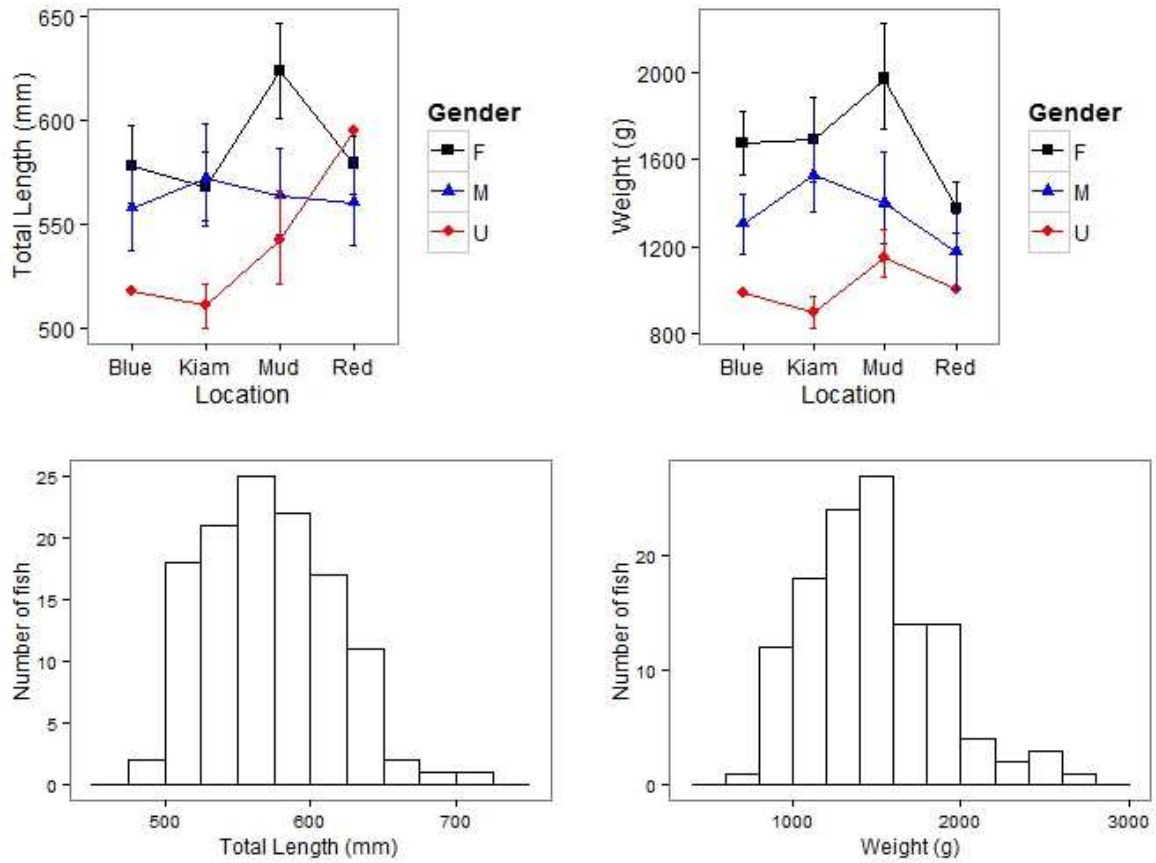 Total Length (mm)
650
600
550
500
Blue Kiam Mud Red
Location
Gender
F
M
U
Weight (g)
2000
1600
1200
800
Blue Kiam Mud Red
Location
Gender
F
M
U
Number of fish
25
20
15
10
5
0
500 600 700
Total Length (mm)
Number of fish
20
10
0
1000 2000 3000
Weight (g)